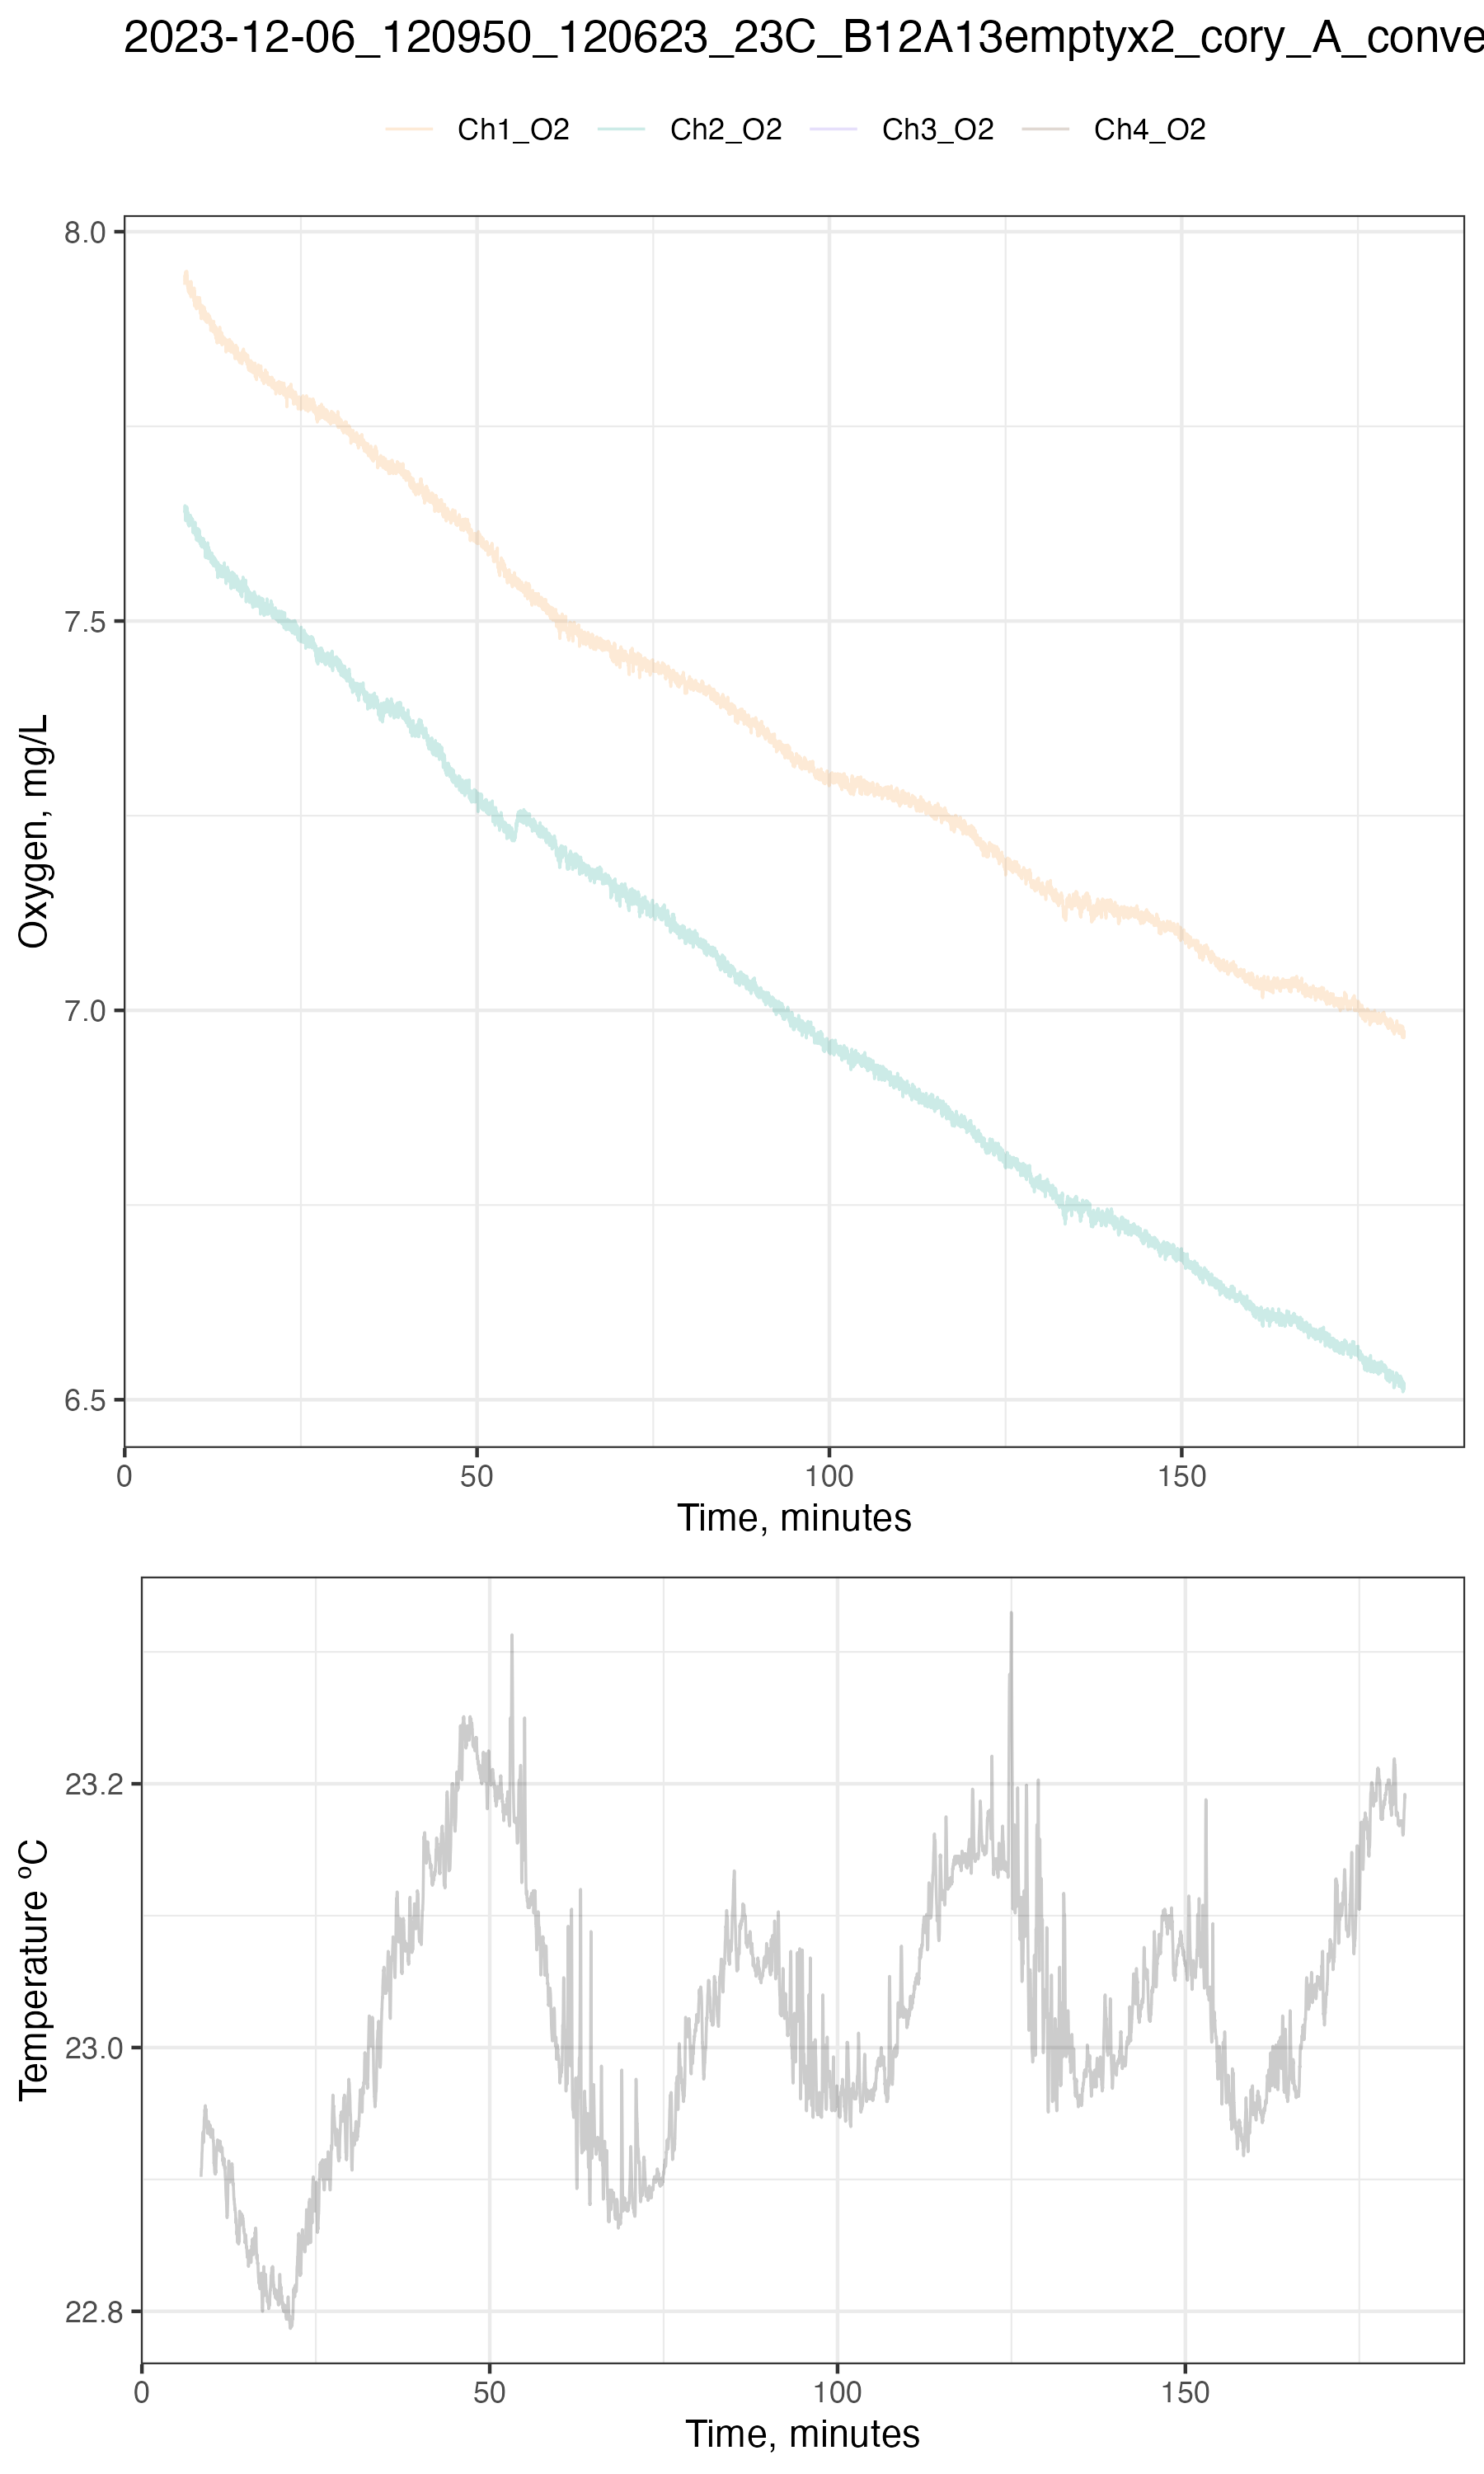 2023-12-06_120950_120623_23C_B12A13emptyx2_cory_A_conve
Ch1_O2 Ch2_O2 Ch3_O2 Ch4_O2
8.0
7.5
7.0
6.5
Oxygen, mg/L
0 50 100 150
Time, minutes
23.2
23.0
22.8
Temperature ºC
0 50 100 150
Time, minutes